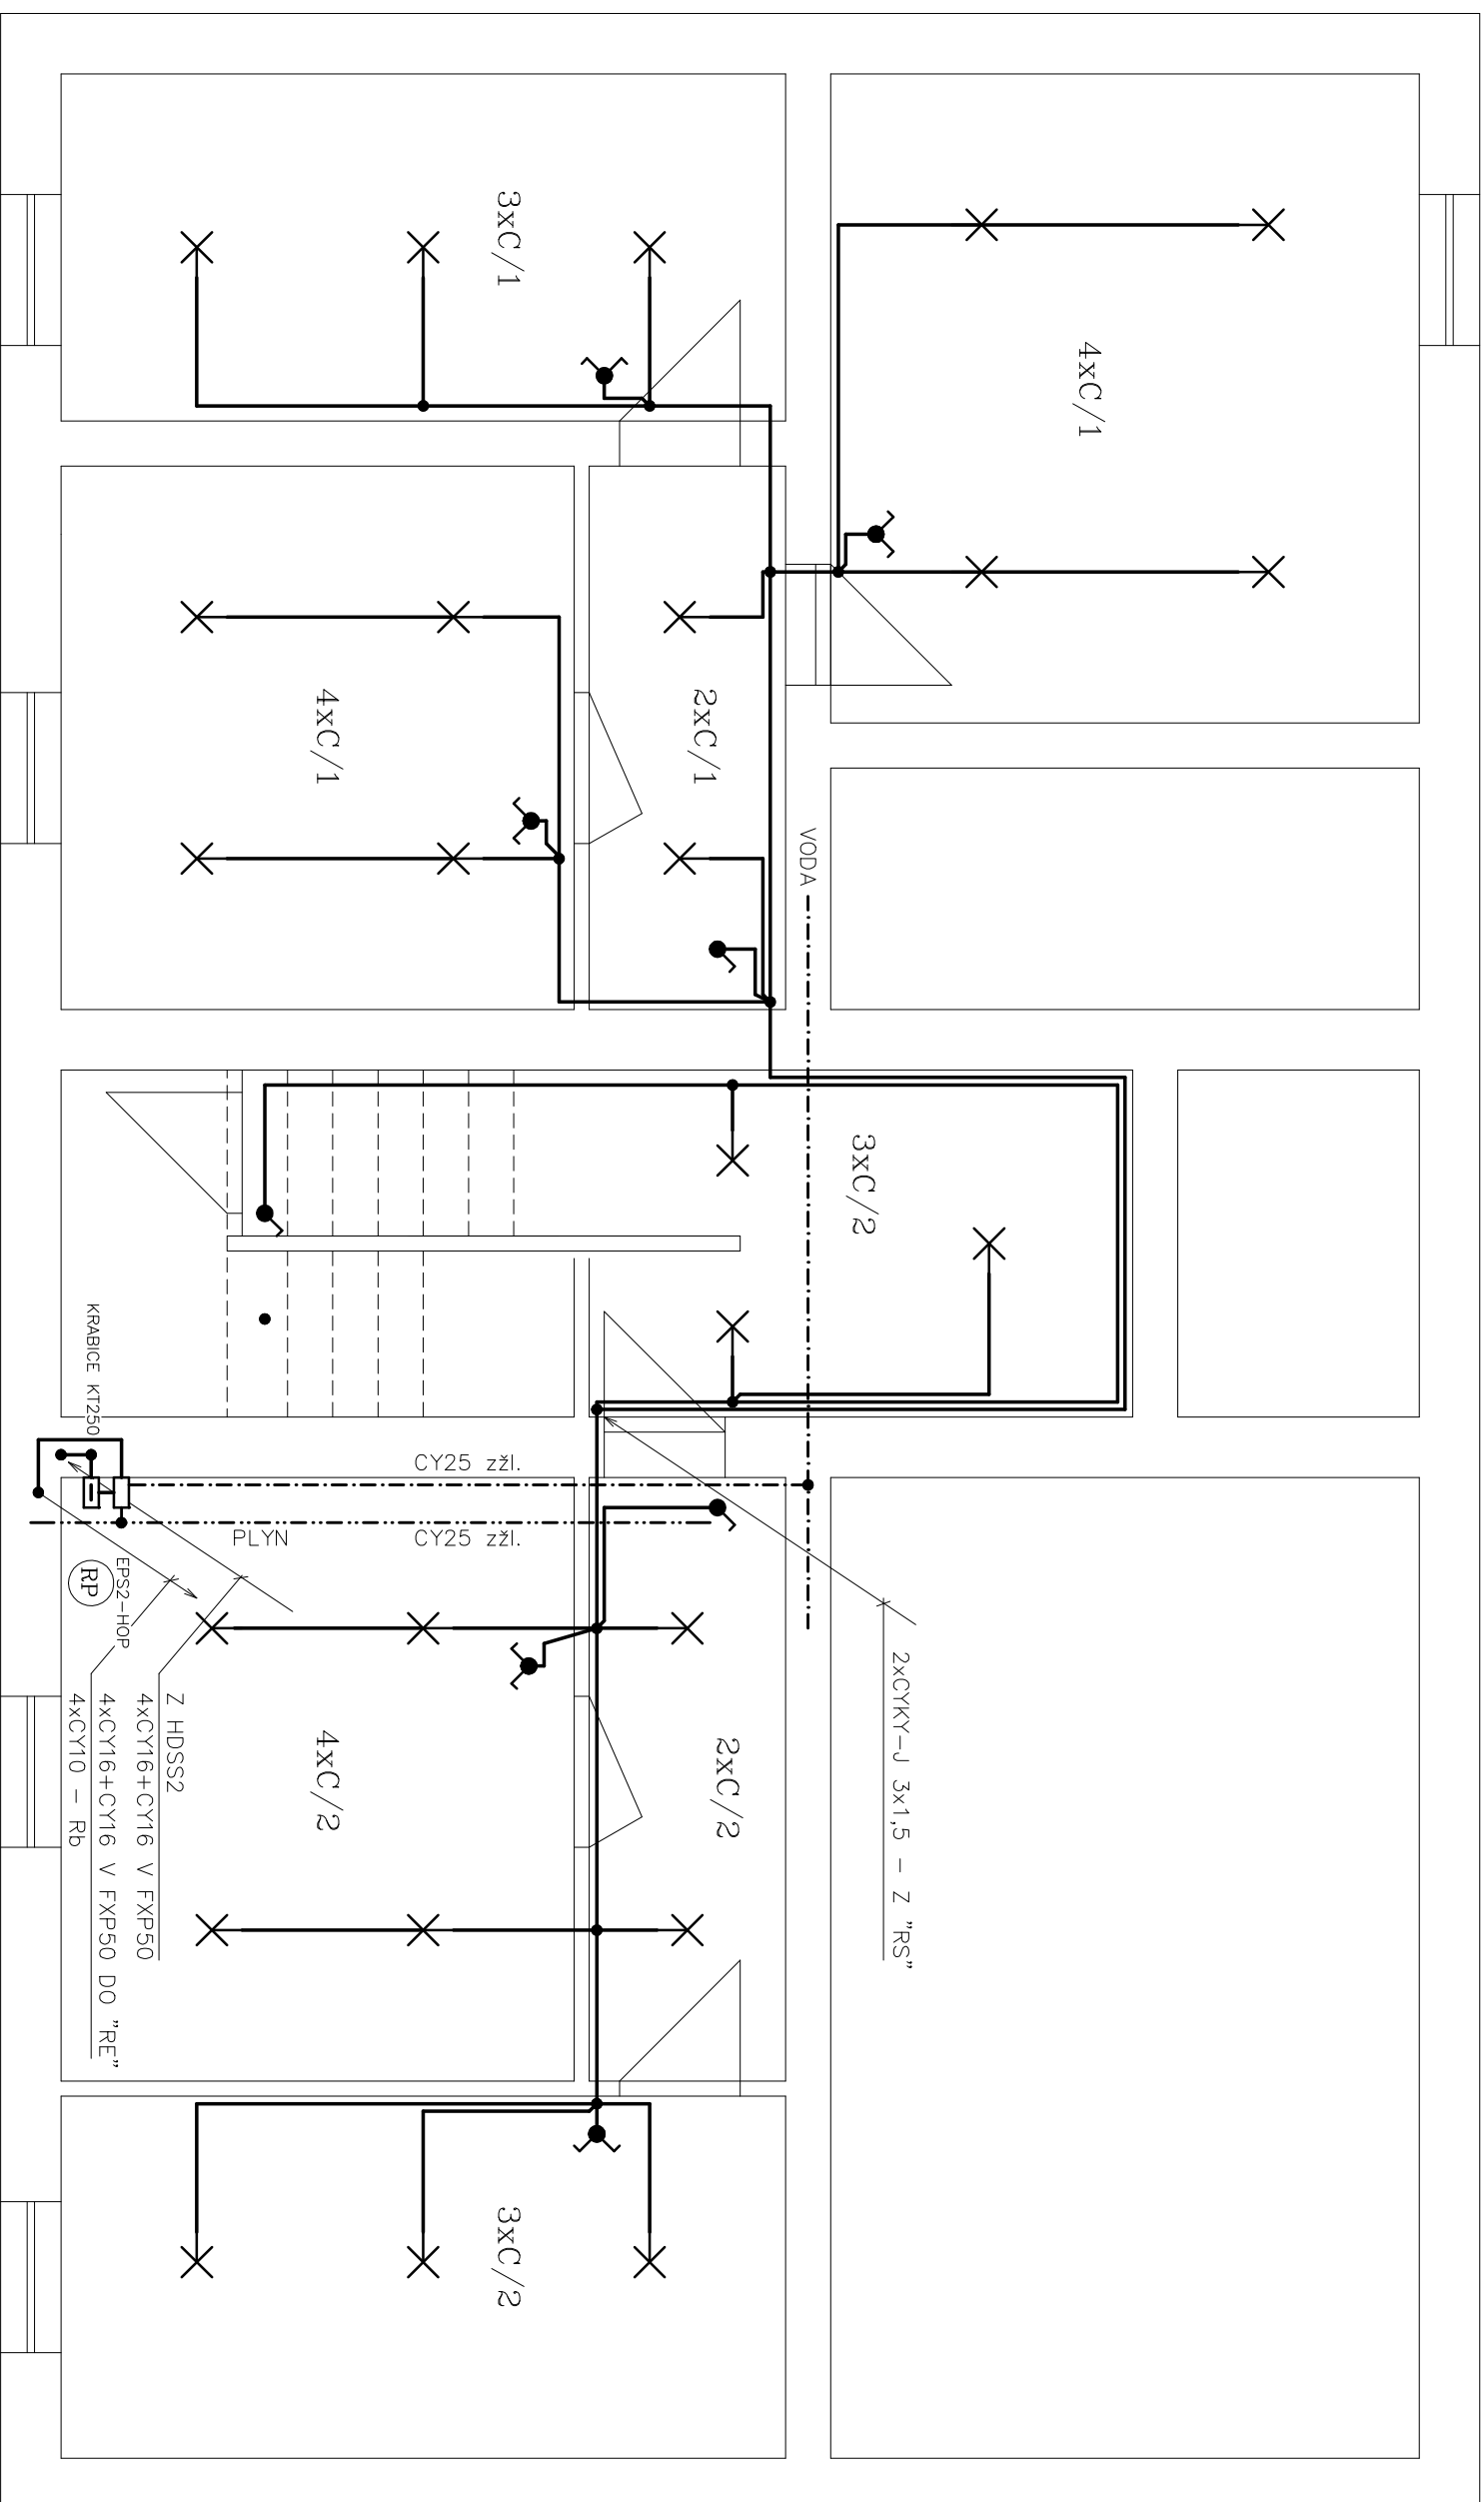 3xC/1
4xC/1
4xC/1
2xC/1
VODA
3xC/2
KRABICE KT250
CY25 zžl.
PLYN
CY25 zžl.
EPS2-HOP
RP
2xCYKY-J 3x1,5 - Z "RS"
Z HDSS2
4xCY16+CY16 V FXP50
4xCY16+CY16 V FXP50 DO "RE"
4xCY10 - Rb
4xC/2
2xC/2
3xC/2